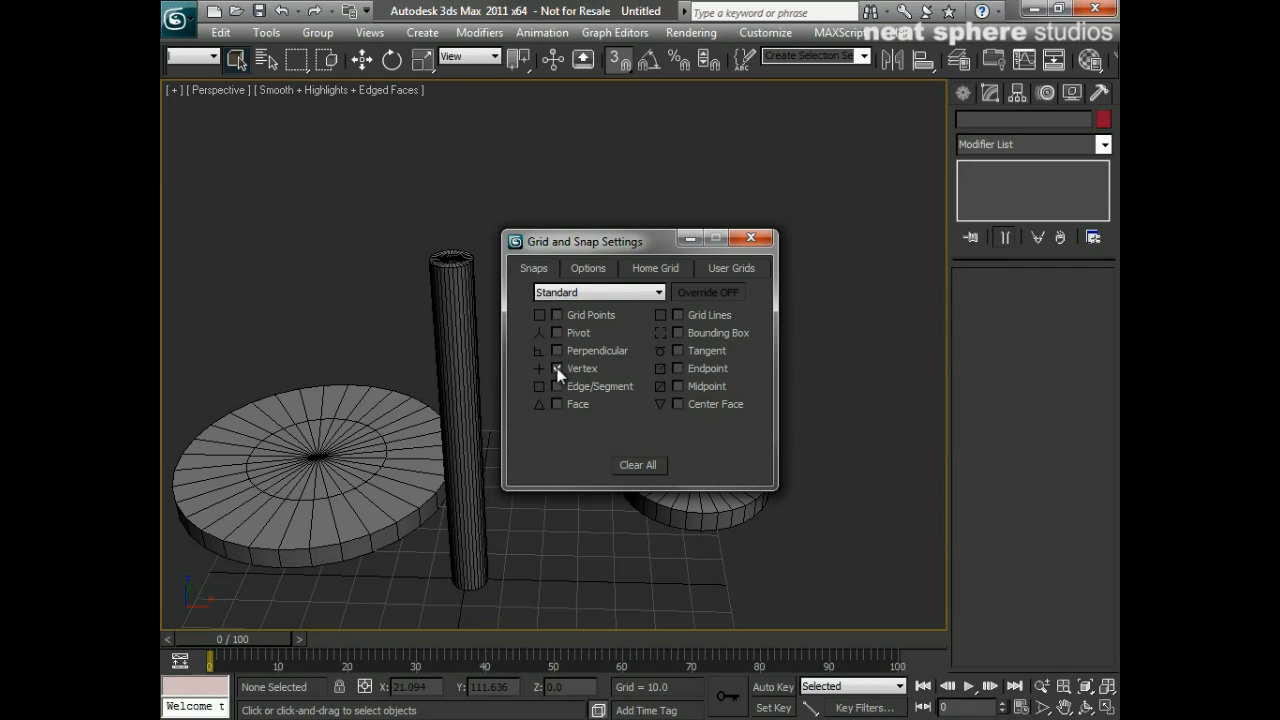 Autodesk 3ds Max 2011 x64 - Not for Resale Untitled
Type a keyword or phrase
Edit Tools Group Views Create Modifiers Animation Graph Editors Rendering Customize MAXScript
neat sphere studios
View
3
Create Selection Se
[ + ] [ Perspective ] [ Smooth + Highlights + Edged Faces ]
Modifier List
Grid and Snap Settings
Snaps Options Home Grid User Grids
Standard Override OFF
Grid Points Grid Lines
Pivot Bounding Box
Perpendicular Tangent
Vertex Endpoint
Edge/Segment Midpoint
Face Center Face
Clear All
z
x
< 0 / 100 >
0 10 20 30 40 50 60 70 80 90 100
None Selected X: 21.094 Y: 111.636 Z: 0.0 Grid = 10.0 Auto Key Selected
Welcome t Click or click-and-drag to select objects Add Time Tag Set Key Key Filters... 0